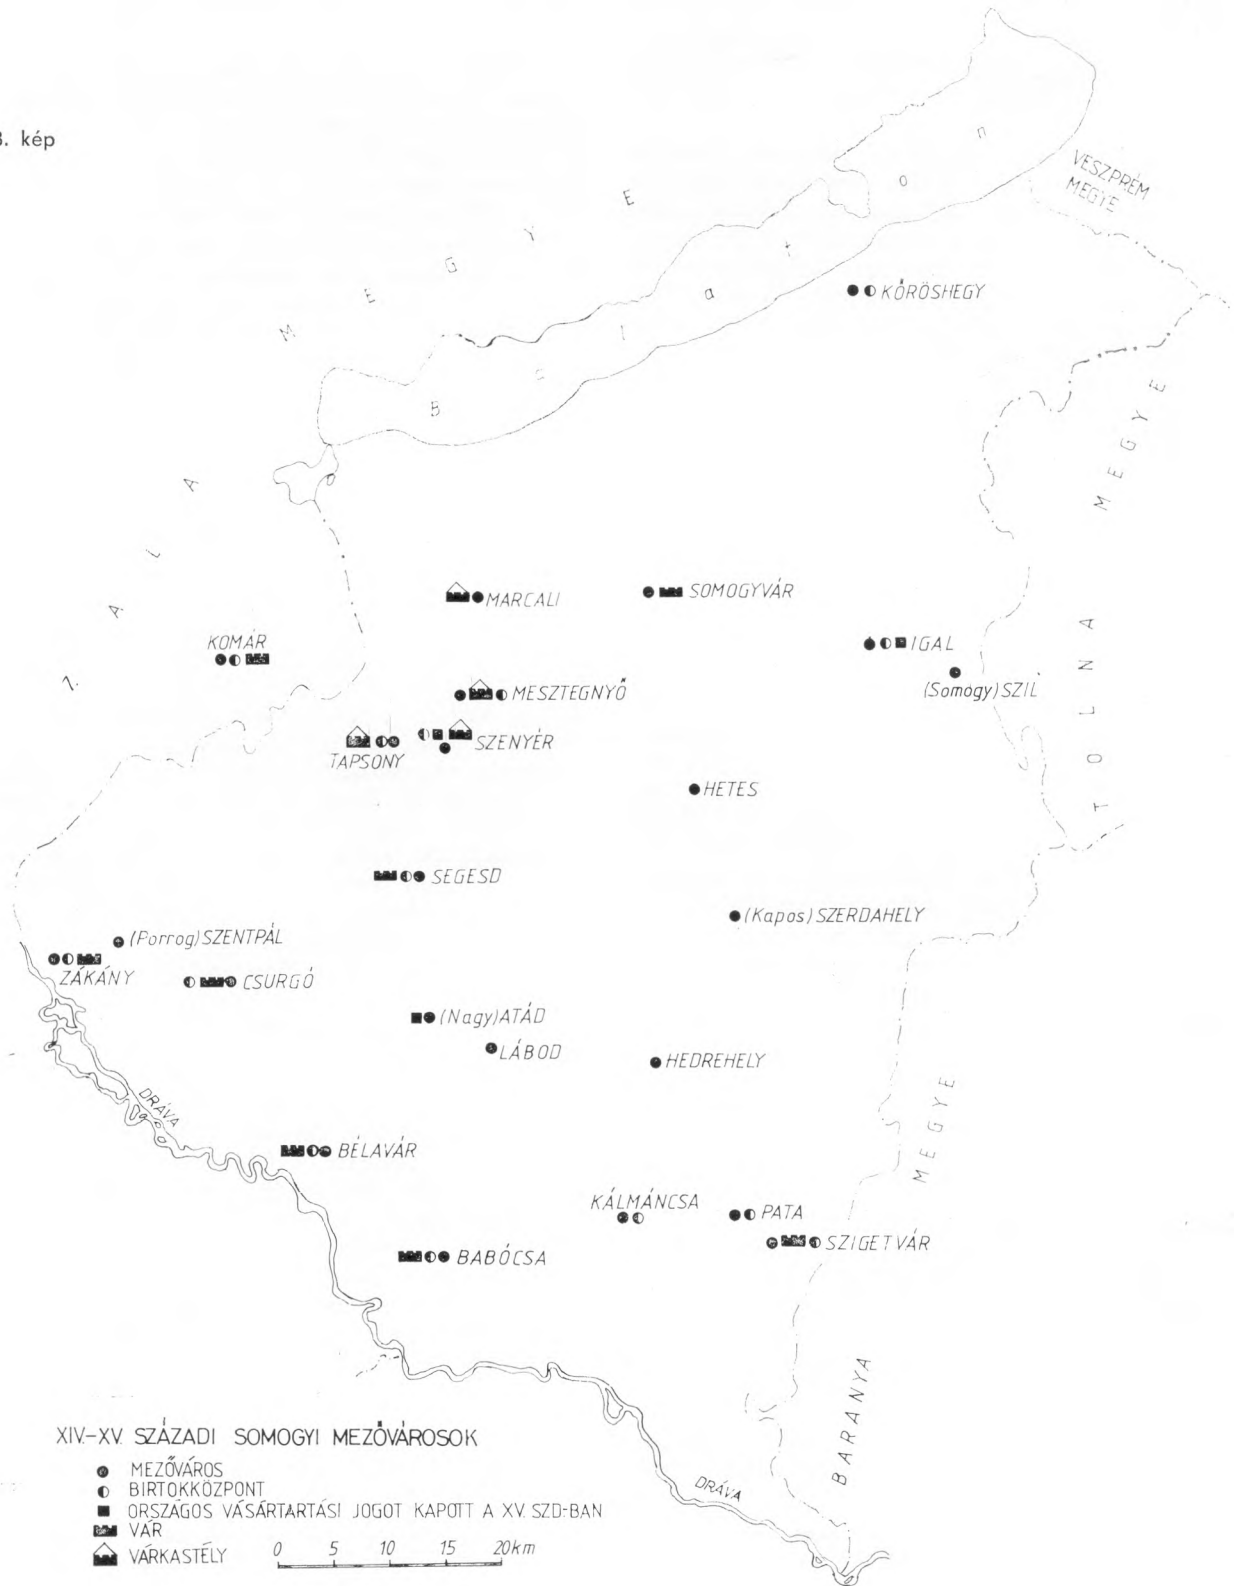 3. kép
VESZPRÉM
MEGYE
ZALA MEGYE
Balaton
KŐRÖSHEGY
TOLNA MEGYE
MARCALI
SOMOGYVÁR
KOMÁR
IGAL
(Somogy)SZIL
MESZTEGNYŐ
SZENYÉR
TAPSONY
HETES
SEGESD
(Kapos)SZERDAHELY
(Porrog)SZENTPÁL
ZÁKÁNY
CSURGÓ
(Nagy)ATÁD
LÁBOD
HEDREHELY
DRÁVA
BÉLAVÁR
KÁLMÁNCSA
PATA
SZIGETVÁR
BABÓCSA
BARANYA MEGYE
DRÁVA
XIV.-XV. SZÁZADI SOMOGYI MEZŐVÁROSOK
MEZŐVÁROS
BIRTOKKÖZPONT
ORSZÁGOS VÁSÁRTARTÁSI JOGOT KAPOTT A XV. SZD-BAN
VÁR
VÁRKASTÉLY
0 5 10 15 20km